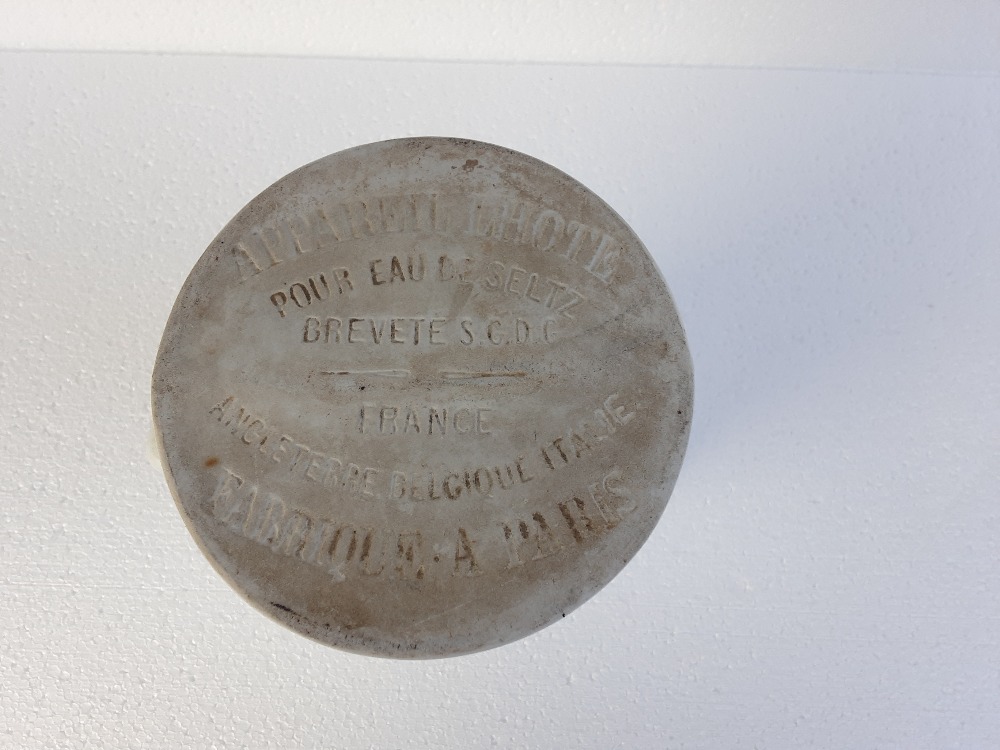 APPAREIL LHOTE
POUR EAU DE SELTZ
BREVETE S.G.D.G
FRANCE
ANGLETERRE BELGIQUE ITALIE
FABRIQUE·A PARIS